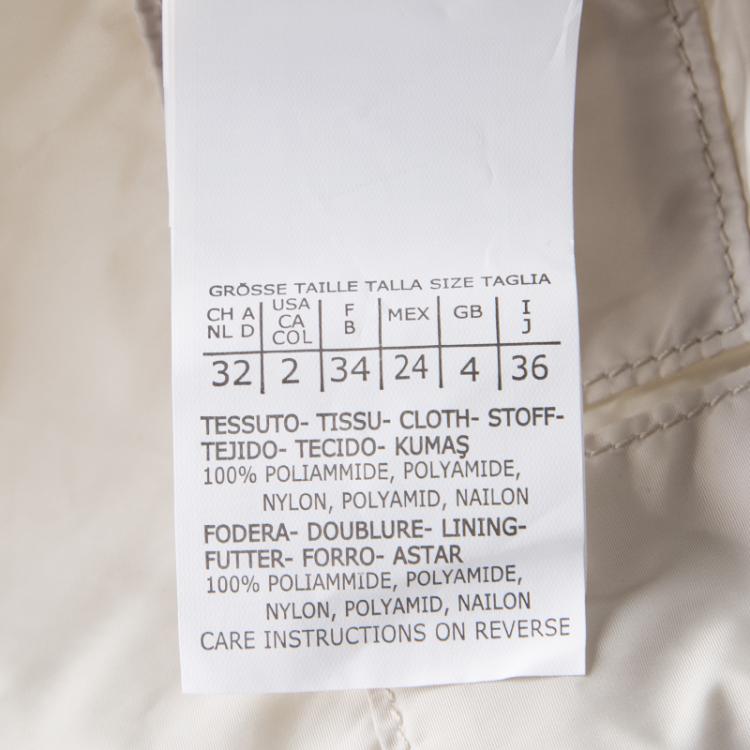 GRÖSSE TAILLE TALLA SIZE TAGLIA
CH A NL D | USA CA COL | F B | MEX | GB | I J
32 | 2 | 34 | 24 | 4 | 36
TESSUTO- TISSU- CLOTH- STOFF-
TEJIDO- TECIDO- KUMAŞ
100% POLIAMMIDE, POLYAMIDE,
NYLON, POLYAMID, NAILON
FODERA- DOUBLURE- LINING-
FUTTER- FORRO- ASTAR
100% POLIAMMIDE, POLYAMIDE,
NYLON, POLYAMID, NAILON
CARE INSTRUCTIONS ON REVERSE